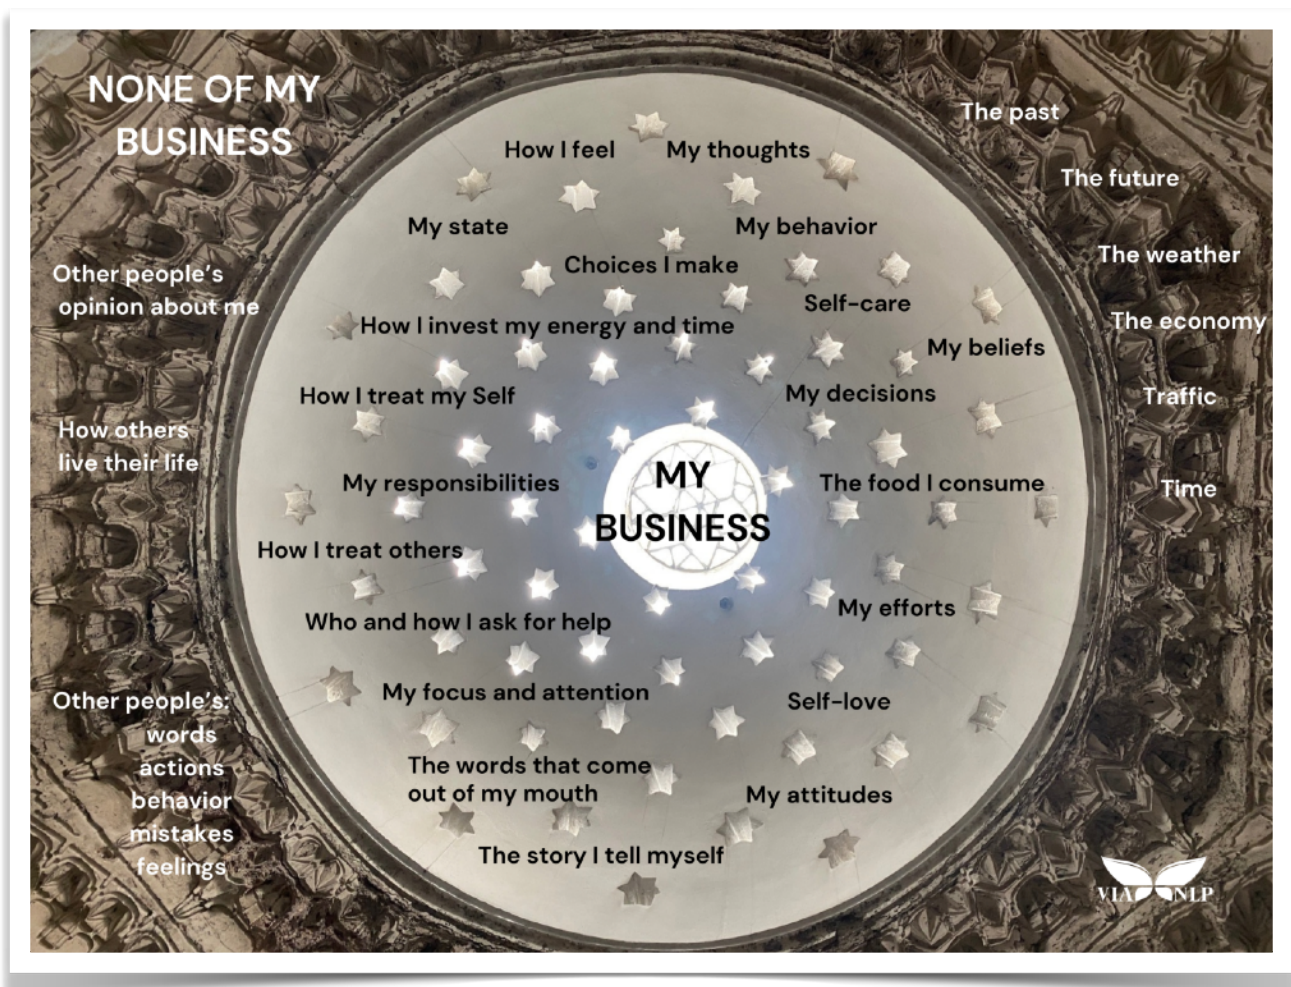 NONE OF MY
BUSINESS
Other people's
opinion about me
How others
live their life
Other people's:
words
actions
behavior
mistakes
feelings
How I feel
My thoughts
My state
My behavior
Choices I make
Self-care
How I invest my energy and time
My beliefs
How I treat my Self
My decisions
MY
BUSINESS
My responsibilities
The food I consume
How I treat others
Who and how I ask for help
My efforts
My focus and attention
Self-love
The words that come
out of my mouth
My attitudes
The story I tell myself
The past
The future
The weather
The economy
Traffic
Time
VIA NLP